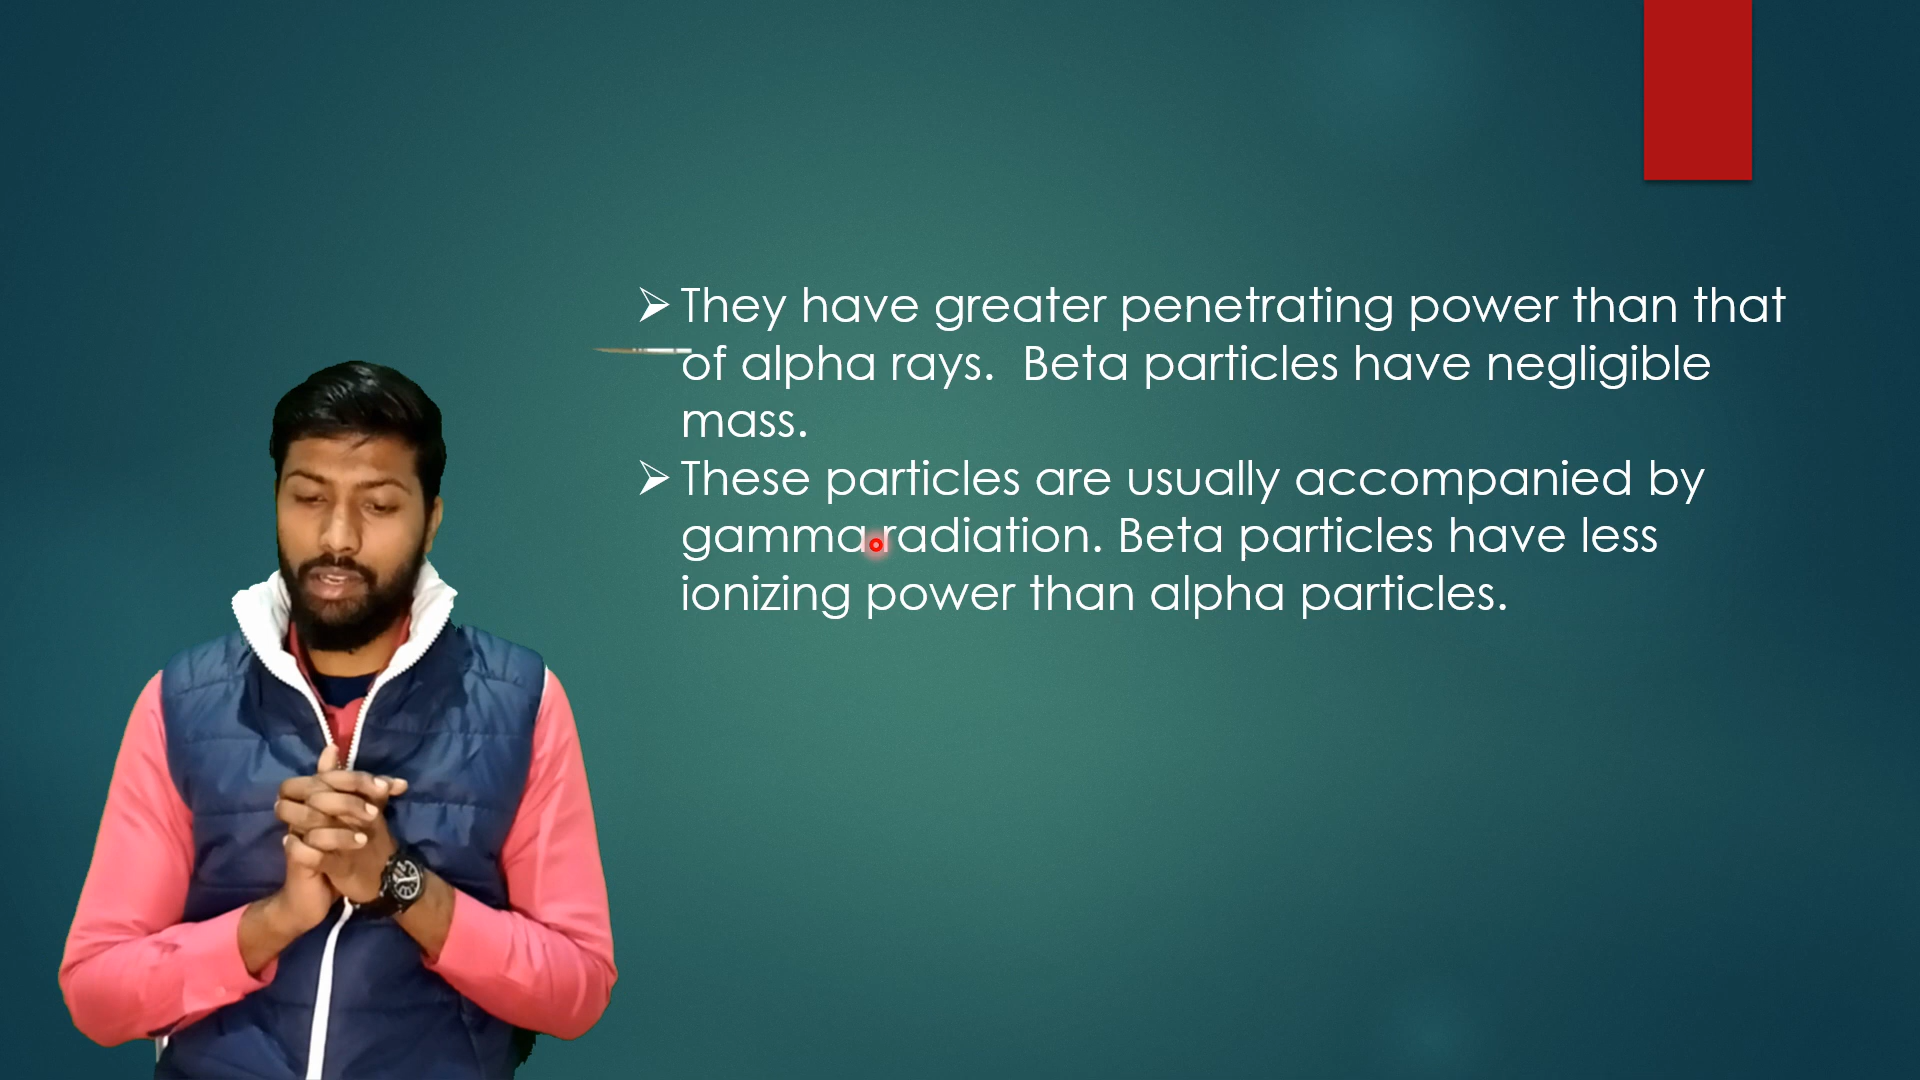 They have greater penetrating power than that
of alpha rays.  Beta particles have negligible
mass.
These particles are usually accompanied by
gamma radiation. Beta particles have less
ionizing power than alpha particles.